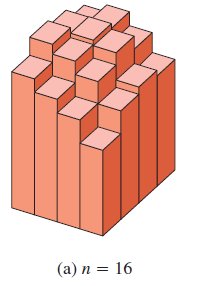 (a) n = 16